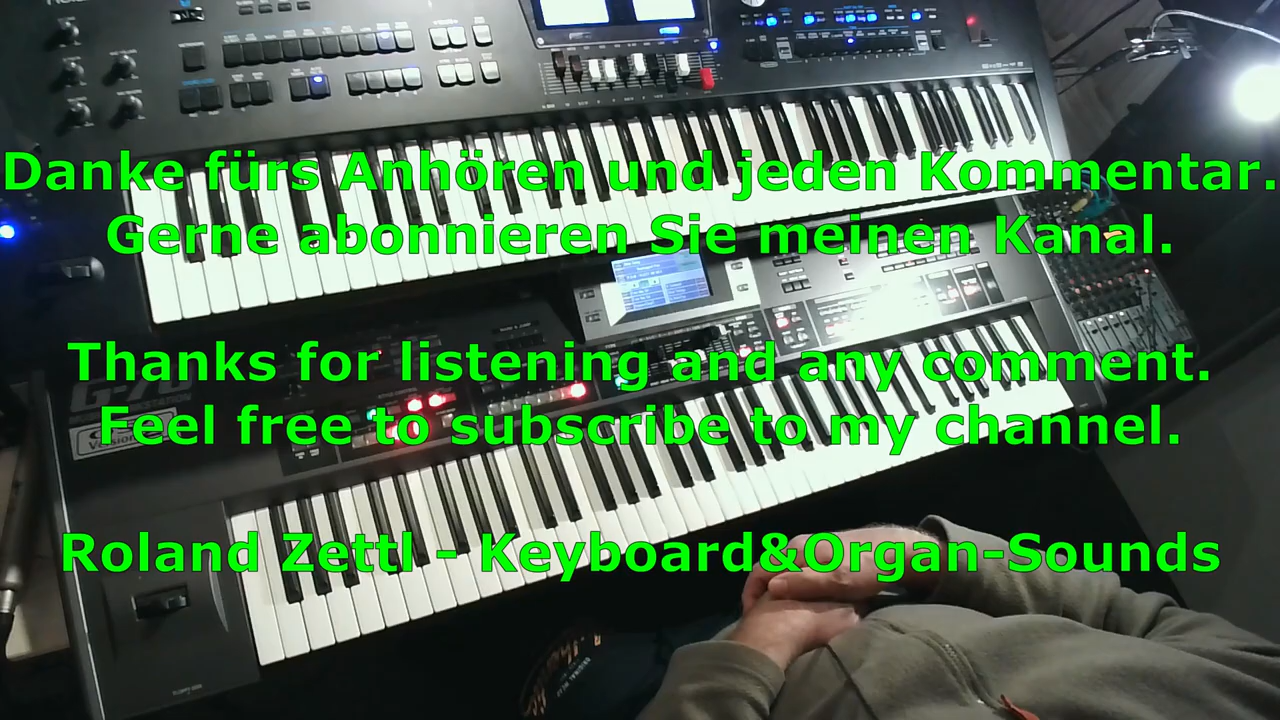 Danke fürs Anhören und jeden Kommentar.
Gerne abonnieren Sie meinen Kanal.
Thanks for listening and any comment.
Feel free to subscribe to my channel.
Roland Zettl - Keyboard&Organ-Sounds